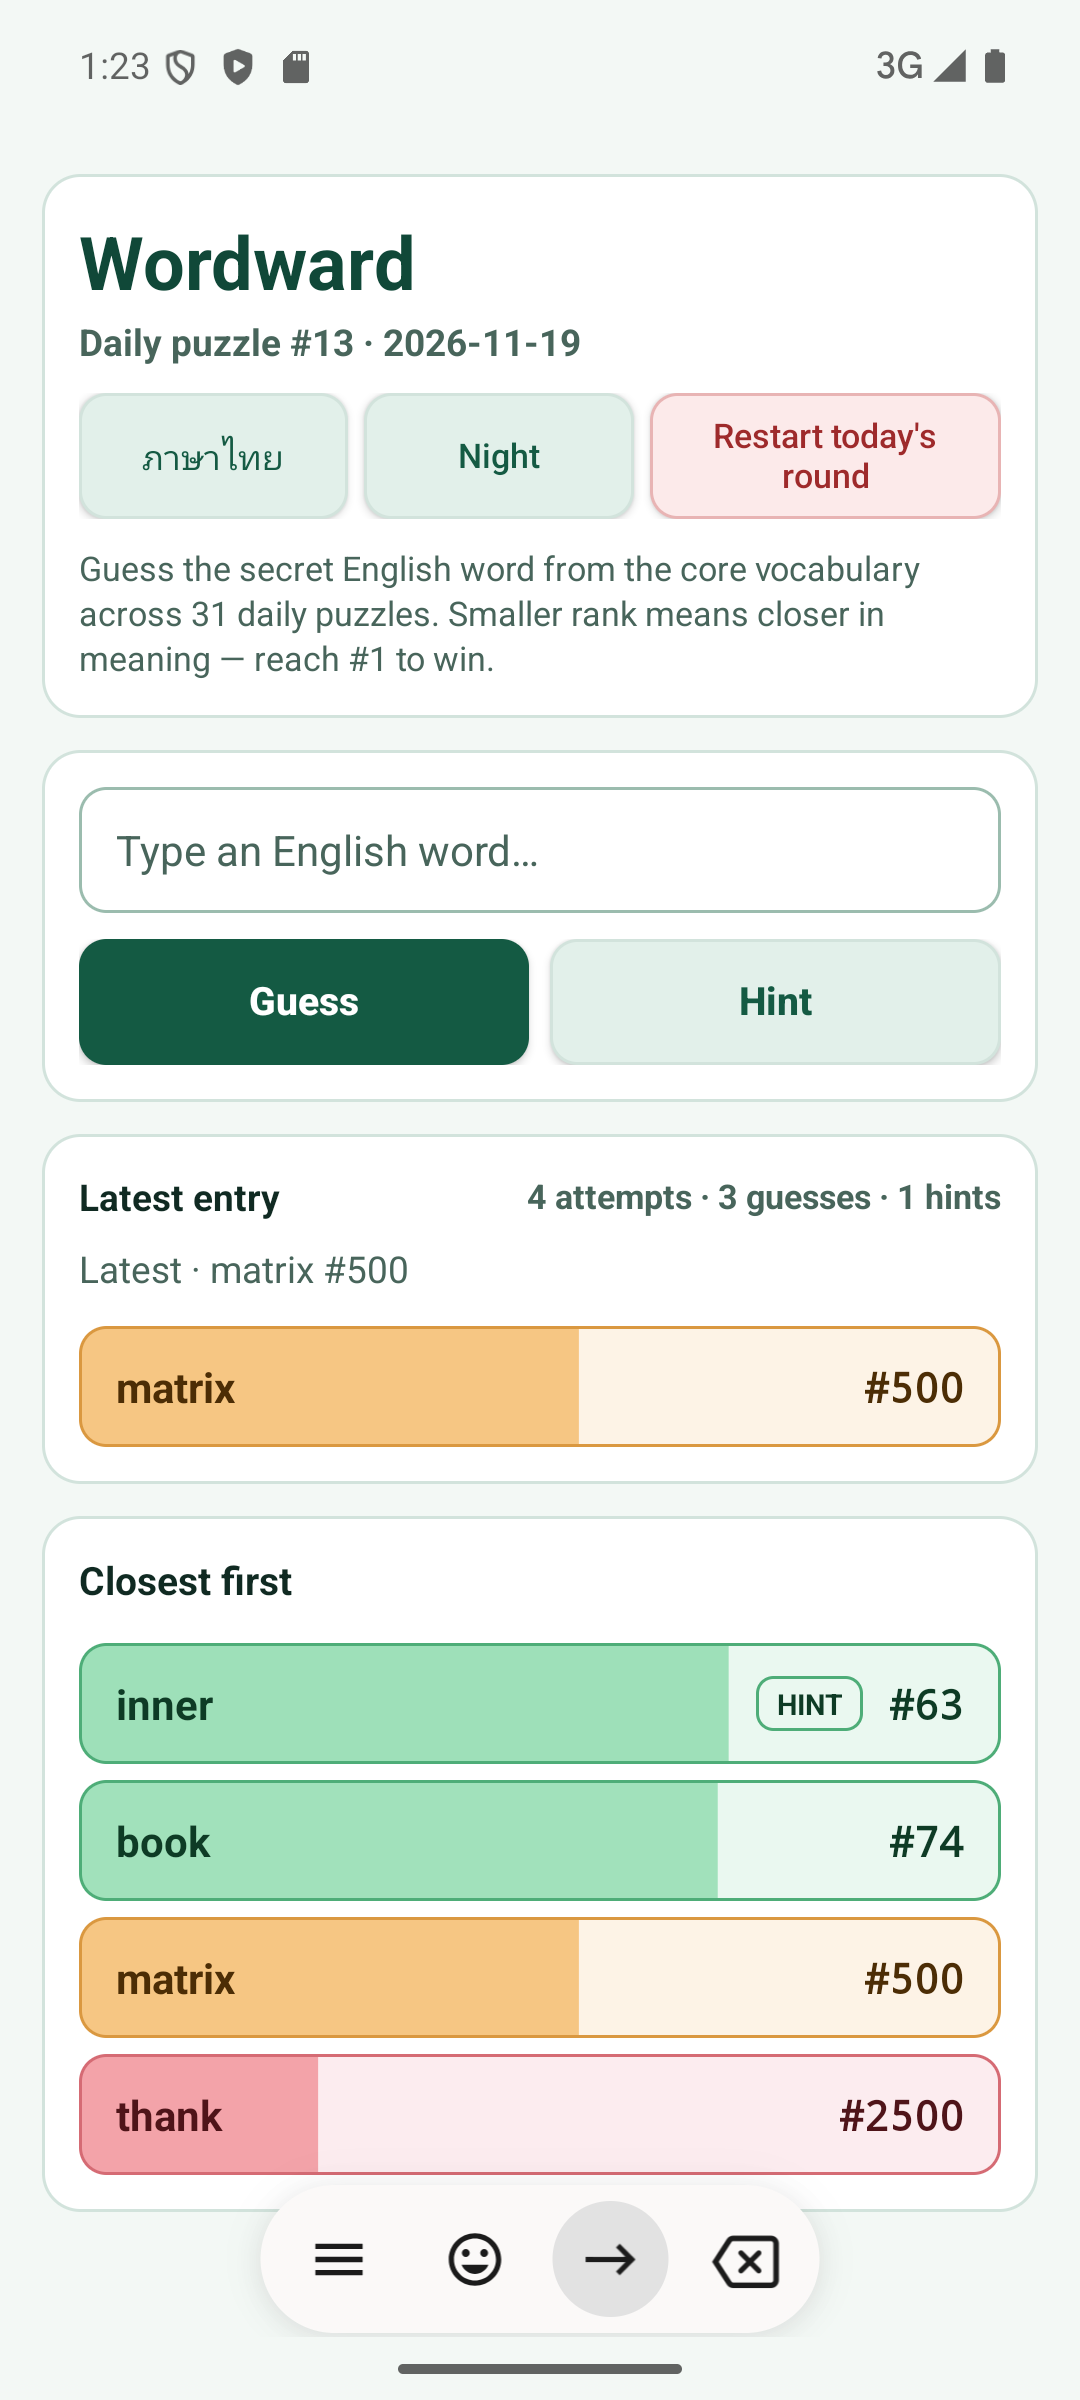 1:23
3G
Wordward
Daily puzzle #13 · 2026-11-19
ภาษาไทย
Night
Restart today's
round
Guess the secret English word from the core vocabulary
across 31 daily puzzles. Smaller rank means closer in
meaning — reach #1 to win.
Type an English word…
Guess
Hint
Latest entry
4 attempts · 3 guesses · 1 hints
Latest · matrix #500
matrix
#500
Closest first
inner
HINT
#63
book
#74
matrix
#500
thank
#2500